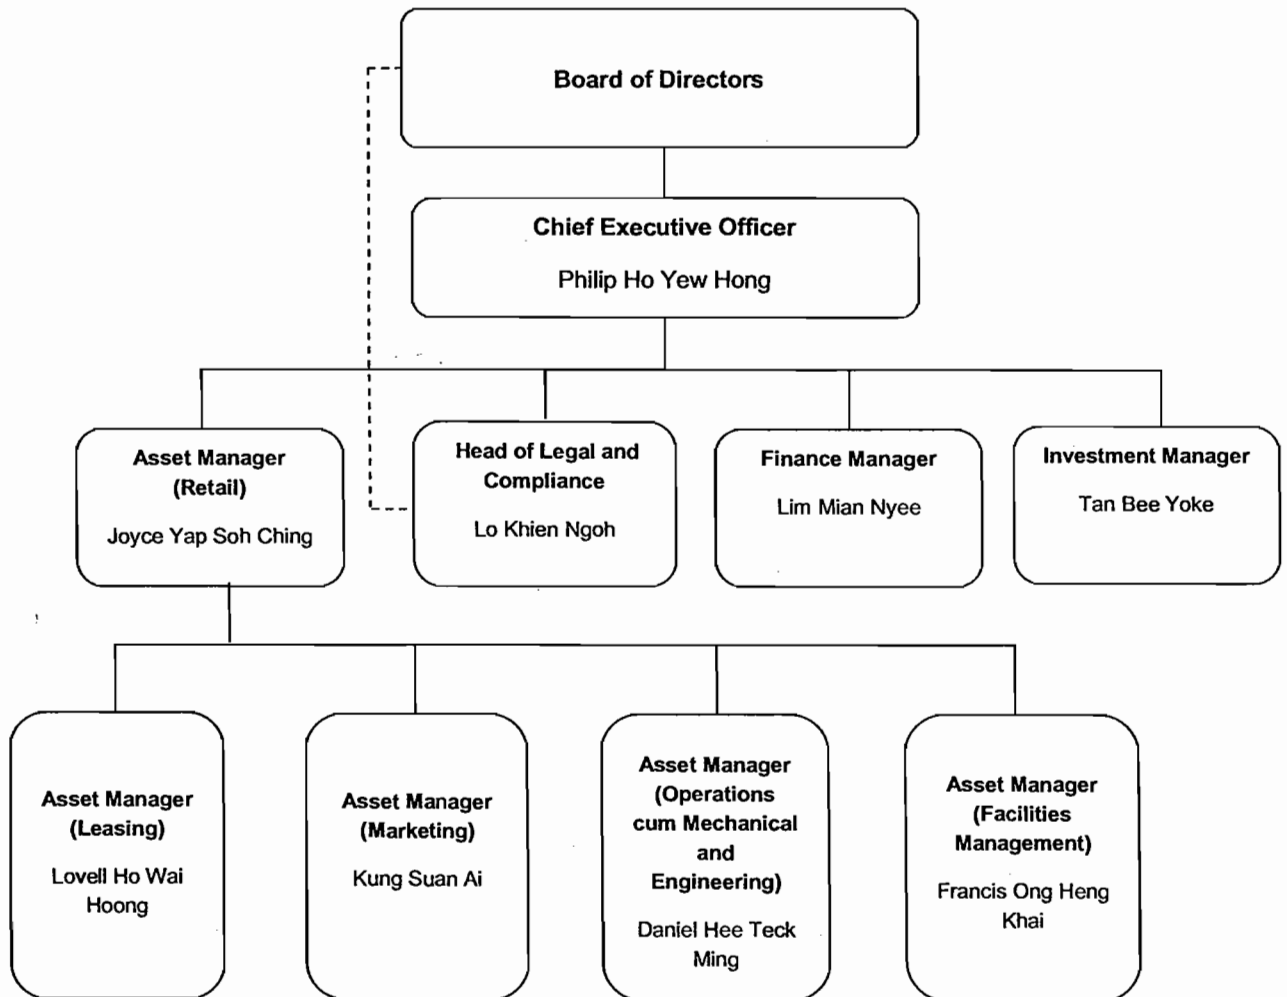 Board of Directors
Chief Executive Officer
Philip Ho Yew Hong
Asset Manager
(Retail)
Joyce Yap Soh Ching
Head of Legal and
Compliance
Lo Khien Ngoh
Finance Manager
Lim Mian Nyee
Investment Manager
Tan Bee Yoke
Asset Manager
(Leasing)
Lovell Ho Wai
Hoong
Asset Manager
(Marketing)
Kung Suan Ai
Asset Manager
(Operations
cum Mechanical
and
Engineering)
Daniel Hee Teck
Ming
Asset Manager
(Facilities
Management)
Francis Ong Heng
Khai